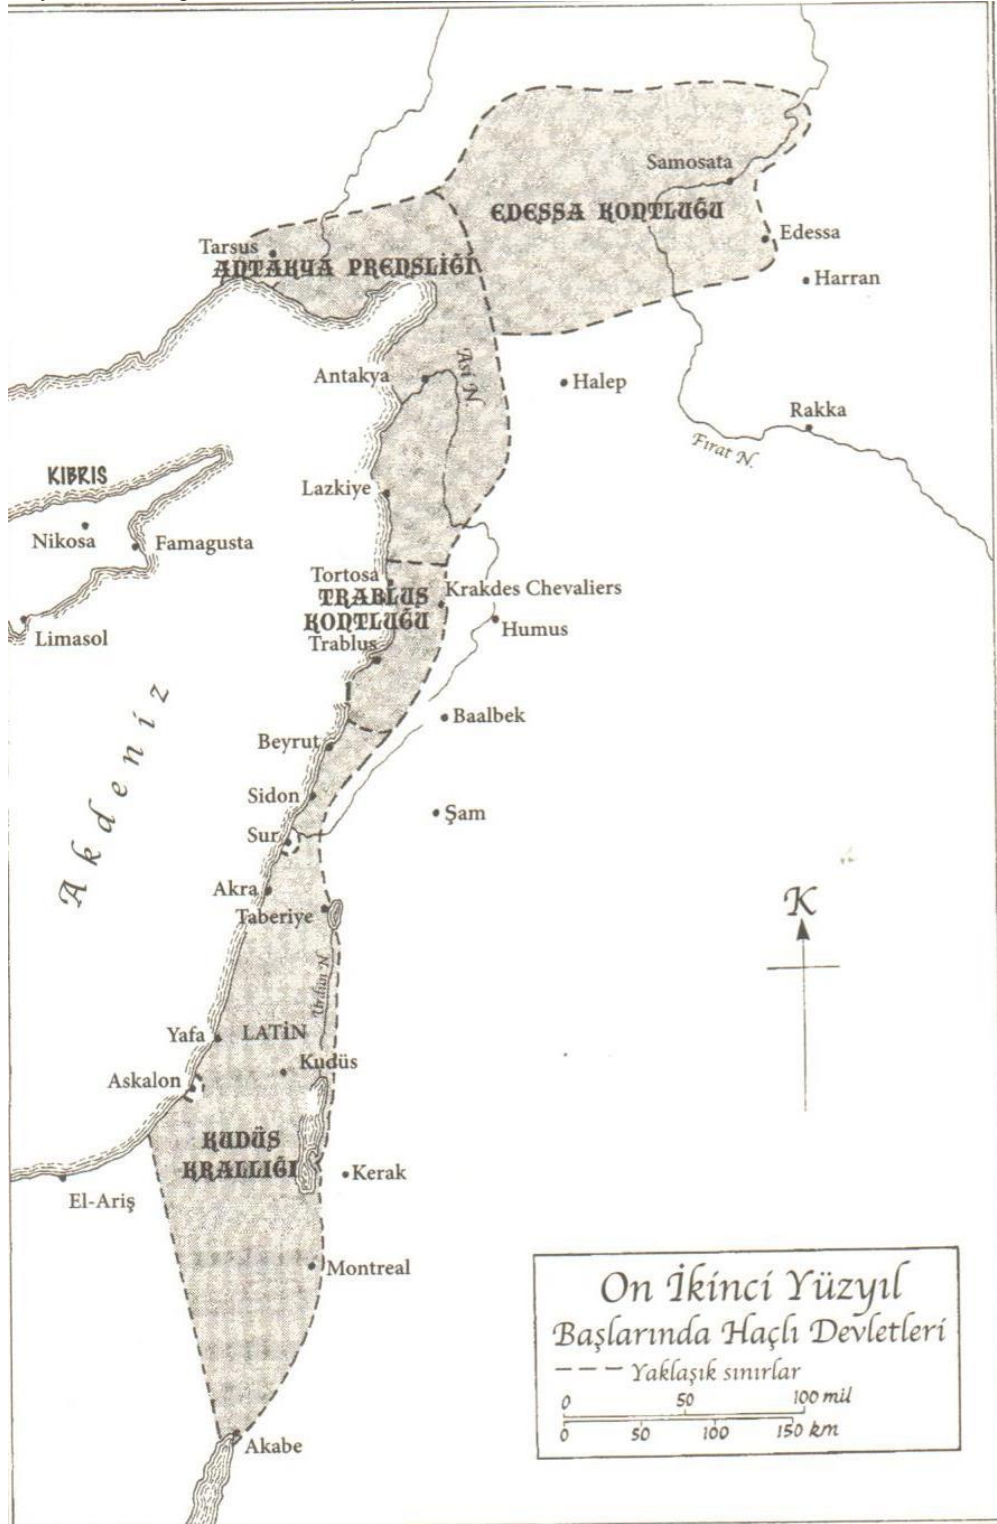 Samosata
EDESSA KONTLUĞU
Edessa
Tarsus
ANTAKYA PRENSLİĞİ
Harran
Antakya
Asi N.
Halep
Rakka
Fırat N.
KIBRIS
Lazkiye
Nikosa
Famagusta
Tortosa
Krakdes Chevaliers
TRABLUS
KONTLUĞU
Humus
Limasol
Trablus
Baalbek
Beyrut
Akdeniz
Sidon
Şam
Sur
Akra
Taberiye
K
Urdun N.
Yafa
LATİN
Kudüs
Askalon
KUDÜS
KRALLIĞI
Kerak
El-Ariş
Montreal
On İkinci Yüzyıl
Başlarında Haçlı Devletleri
Yaklaşık sınırlar
0 50 100 mil
0 50 100 150 km
Akabe